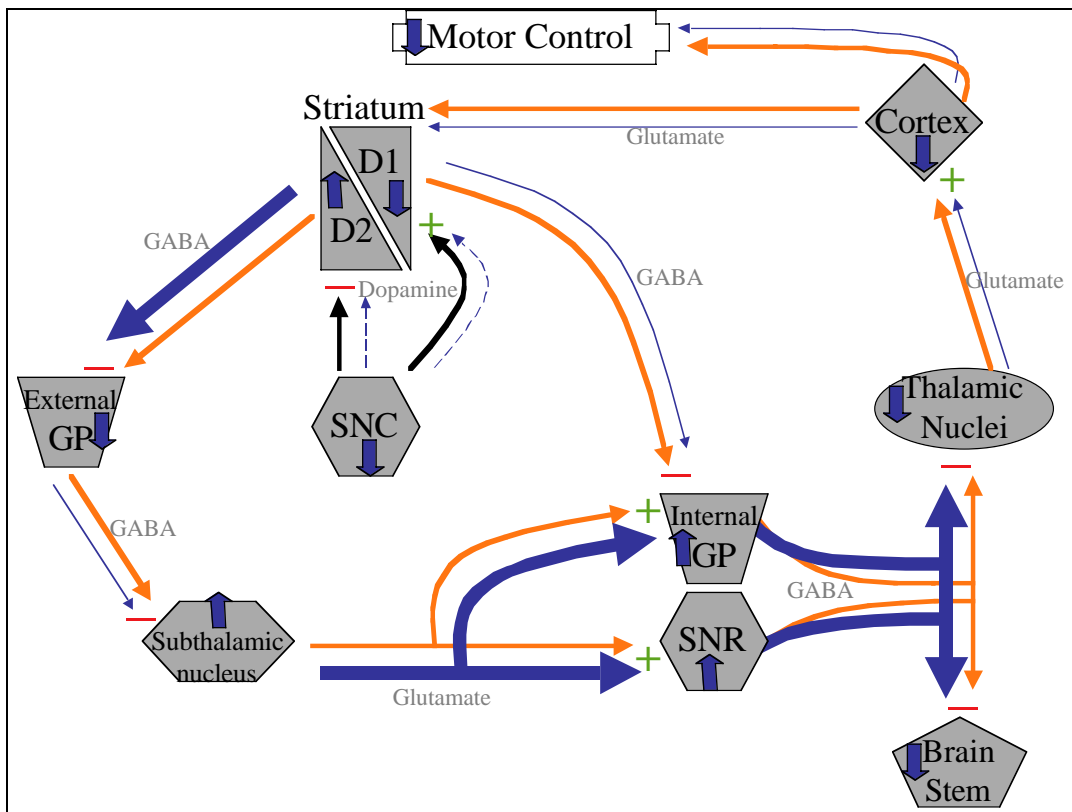 Motor Control
Striatum
Cortex
Glutamate
D1
D2
GABA
GABA
Dopamine
Glutamate
External
GP
SNC
Thalamic
Nuclei
GABA
Internal
GP
GABA
Subthalamic
nucleus
SNR
Glutamate
Brain
Stem